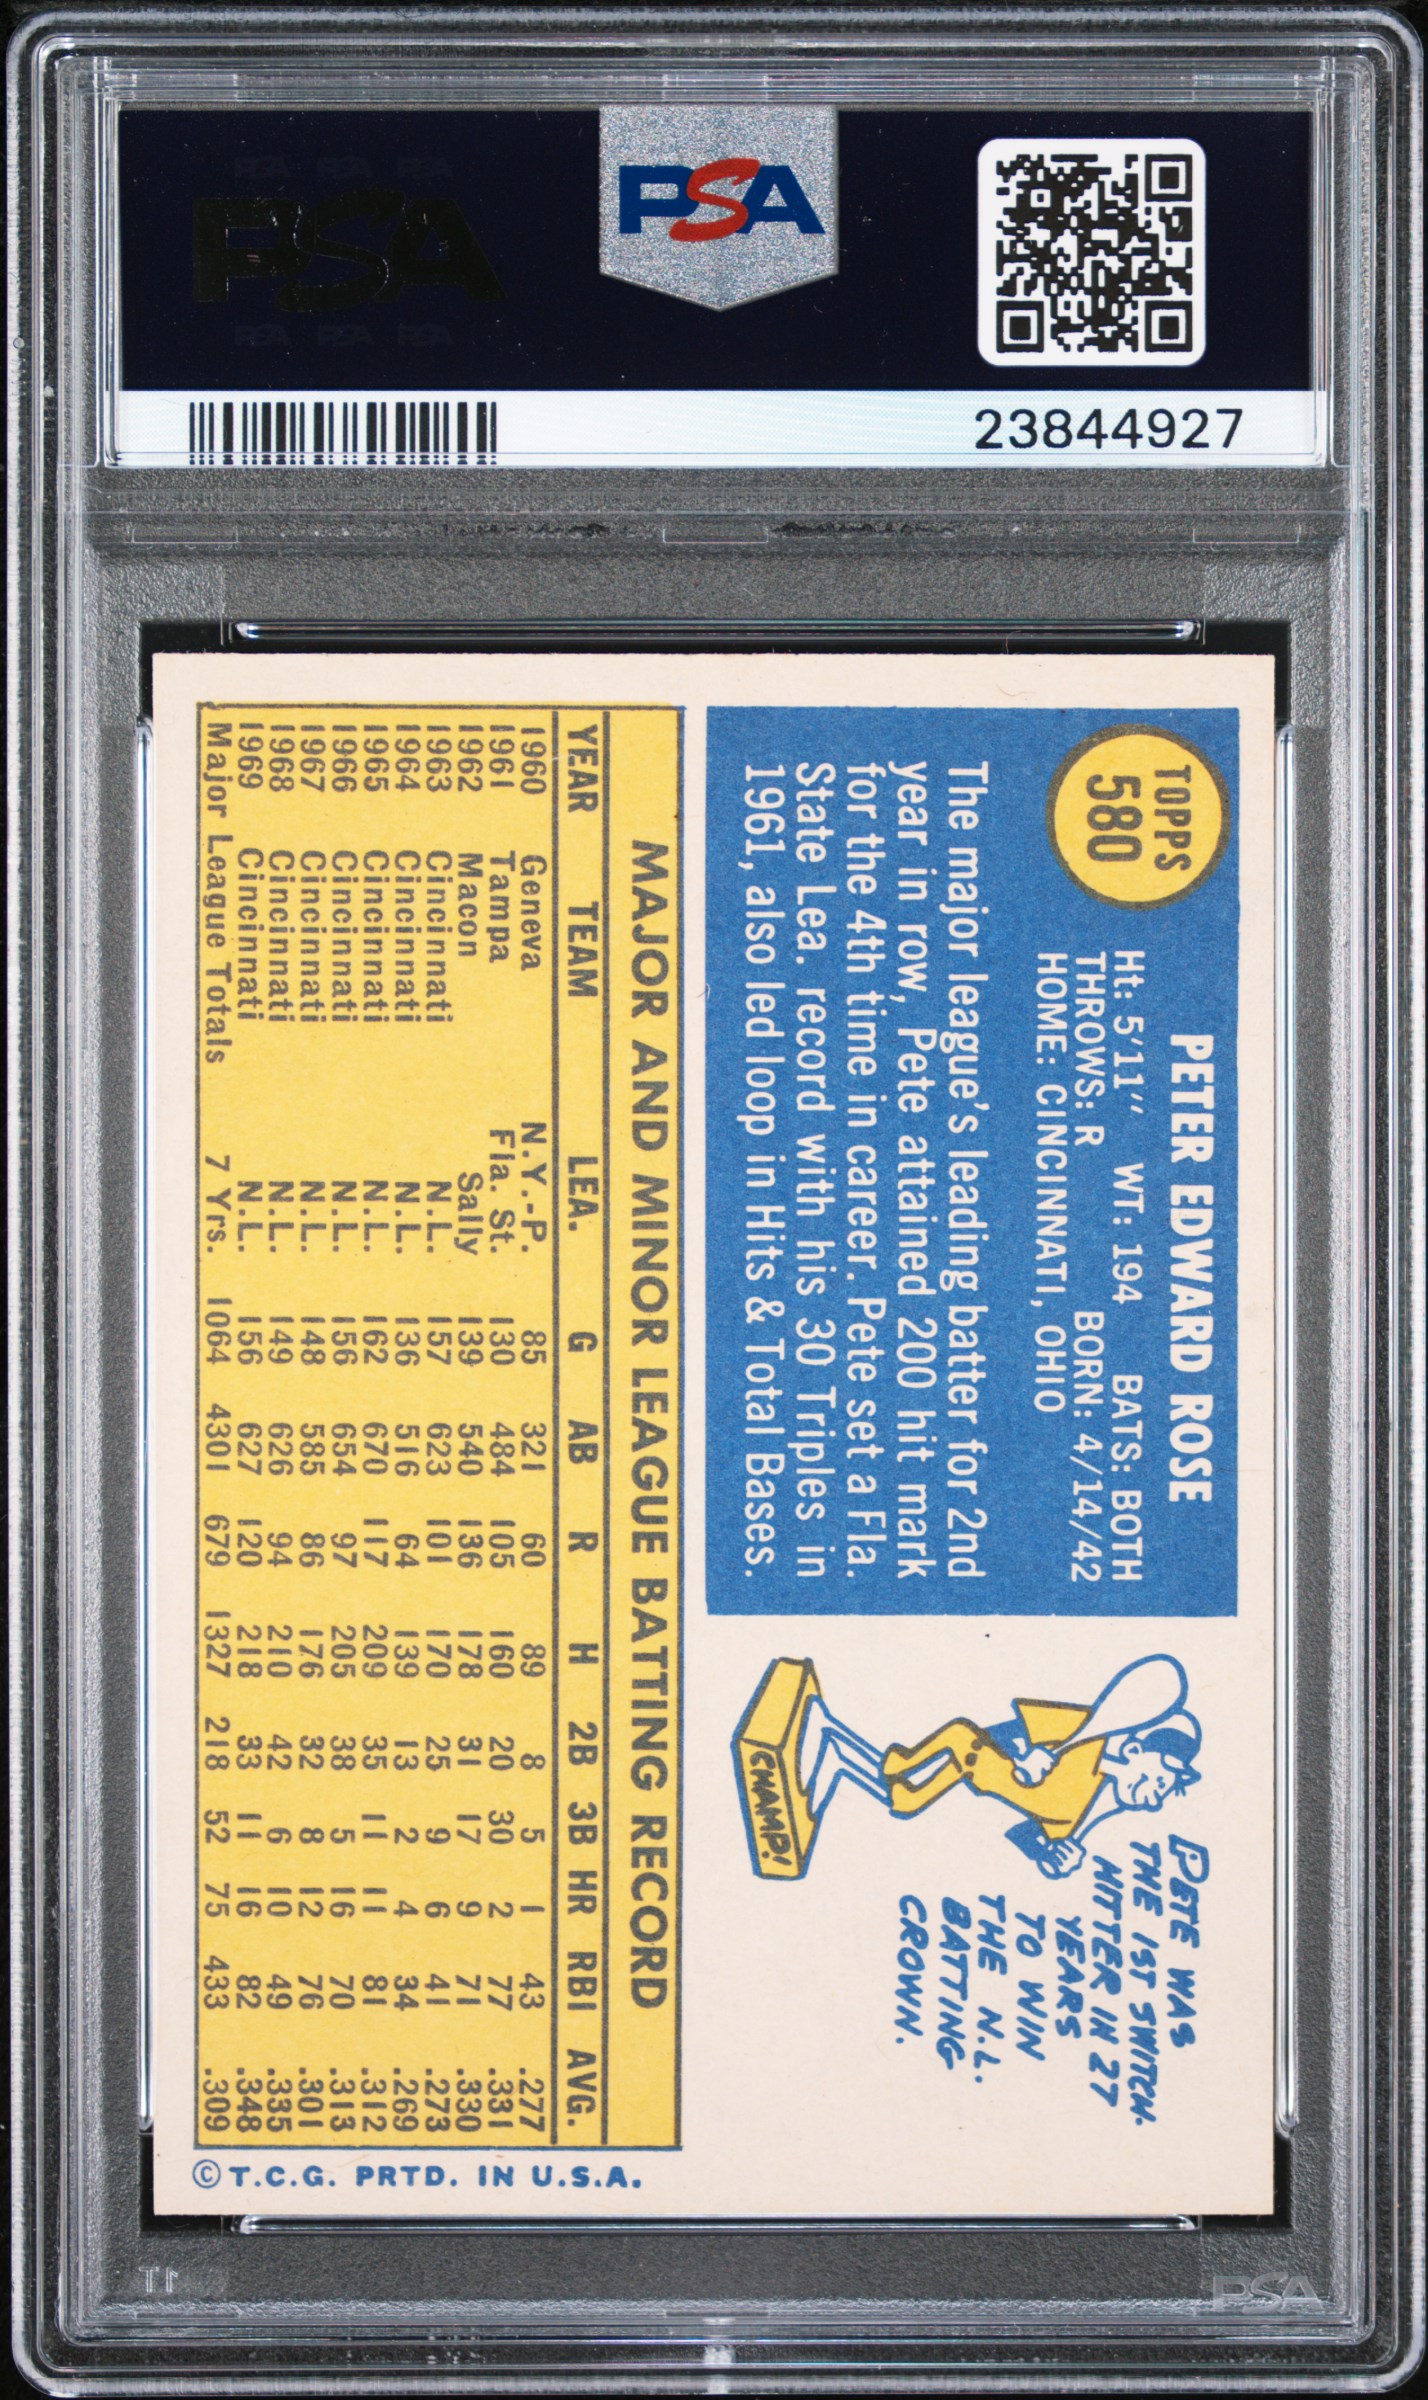 PSA
PSA PSA PSA
PSA
PSA PSA PSA
23844927
TOPPS
580
PETER EDWARD ROSE
Ht: 5'11" WT: 194 BATS: BOTH
THROWS: R BORN: 4/14/42
HOME: CINCINNATI, OHIO
The major league's leading batter for 2nd
year in row, Pete attained 200 hit mark
for the 4th time in career. Pete set a Fla.
State Lea. record with his 30 Triples in
1961, also led loop in Hits & Total Bases.
PETE WAS
THE 1ST SWITCH-
HITTER IN 27
YEARS
TO WIN
THE N.L.
BATTING
CROWN.
CHAMP!
MAJOR AND MINOR LEAGUE BATTING RECORD
YEAR TEAM LEA. G AB R H 2B 3B HR RBI AVG.
1960 Geneva N.Y.-P. 85 321 60 89 8 5 1 43 .277
1961 Tampa Fla. St. 130 484 105 160 20 30 2 77 .331
1962 Macon Sally 139 540 136 178 31 17 9 71 .330
1963 Cincinnati N.L. 157 623 101 170 25 9 6 41 .273
1964 Cincinnati N.L. 136 516 64 139 13 2 4 34 .269
1965 Cincinnati N.L. 162 670 117 209 35 11 11 81 .312
1966 Cincinnati N.L. 156 654 97 205 38 5 16 70 .313
1967 Cincinnati N.L. 148 585 86 176 32 8 12 76 .301
1968 Cincinnati N.L. 149 626 94 210 42 6 10 49 .335
1969 Cincinnati N.L. 156 627 120 218 33 11 16 82 .348
Major League Totals 7 Yrs. 1064 4301 679 1327 218 52 75 433 .309
© T.C.G. PRTD. IN U.S.A.
PSA